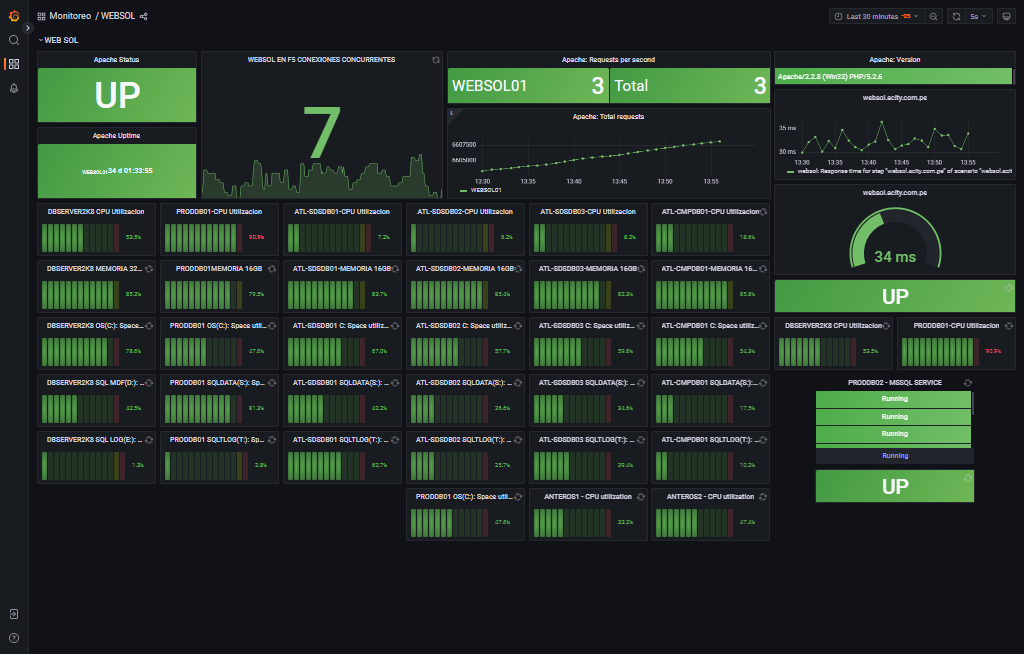 Monitoreo / WEBSOL
Last 30 minutes -05
5s
WEB SOL
Apache Status
UP
Apache Uptime
WEBSOL01 34 d 01:33:55
WEBSOL EN F5 CONEXIONES CONCURRENTES
7
Apache: Requests per second
WEBSOL01 3 Total 3
Apache: Total requests
6607500
6605000
13:30 13:35 13:40 13:45 13:50 13:55
WEBSOL01
Apache: Version
Apache/2.2.8 (Win32) PHP/5.2.6
websol.acity.com.pe
35 ms
30 ms
13:30 13:35 13:40 13:45 13:50 13:55
websol: Response time for step "websol.acity.com.pe" of scenario "websol.acit
websol.acity.com.pe
34 ms
UP
DBSERVER2K8 CPU Utilizacion PRODDB01-CPU Utilizacion ATL-SDSDB01-CPU Utilizacion ATL-SDSDB02-CPU Utilizacion ATL-SDSDB03-CPU Utilizacion ATL-CMPDB01-CPU Utilizacion
53.5% 90.9% 7.2% 6.2% 8.2% 18.6%
DBSERVER2K8 MEMORIA 32... PRODDB01MEMORIA 16GB ATL-SDSDB01-MEMORIA 16GB ATL-SDSDB02-MEMORIA 16GB ATL-SDSDB03-MEMORIA 16GB ATL-CMPDB01-MEMORIA 16...
85.2% 79.5% 83.7% 85.6% 82.3% 85.8%
DBSERVER2K8 OS(C:): Space... PRODDB01 OS(C:): Space utili... ATL-SDSDB01 C: Space utiliz... ATL-SDSDB02 C: Space utiliz... ATL-SDSDB03 C: Space utiliz... ATL-CMPDB01 C: Space utiliz...
78.6% 47.6% 67.0% 57.7% 59.6% 54.3%
DBSERVER2K8 CPU Utilizacion PRODDB01-CPU Utilizacion
53.5% 90.9%
DBSERVER2K8 SQL MDF(D:): ... PRODDB01 SQLDATA(S:): Sp... ATL-SDSDB01 SQLDATA(S:): ... ATL-SDSDB02 SQLDATA(S:): ... ATL-SDSDB03 SQLDATA(S:): ... ATL-CMPDB01 SQLDATA(S:):...
42.5% 81.3% 43.2% 28.6% 34.6% 17.5%
DBSERVER2K8 SQL LOG(E:): ... PRODDB01 SQLTLOG(T:): Sp... ATL-SDSDB01 SQLTLOG(T:): ... ATL-SDSDB02 SQLTLOG(T:): ... ATL-SDSDB03 SQLTLOG(T:): ... ATL-CMPDB01 SQLTLOG(T:): ...
1.3% 2.8% 63.7% 25.7% 39.6% 10.2%
PRODDB01 OS(C:): Space utili... ANTEROS1 - CPU utilization ANTEROS2 - CPU utilization
47.6% 33.2% 47.4%
PRODDB02 - MSSQL SERVICE
Running
Running
Running
Running
UP